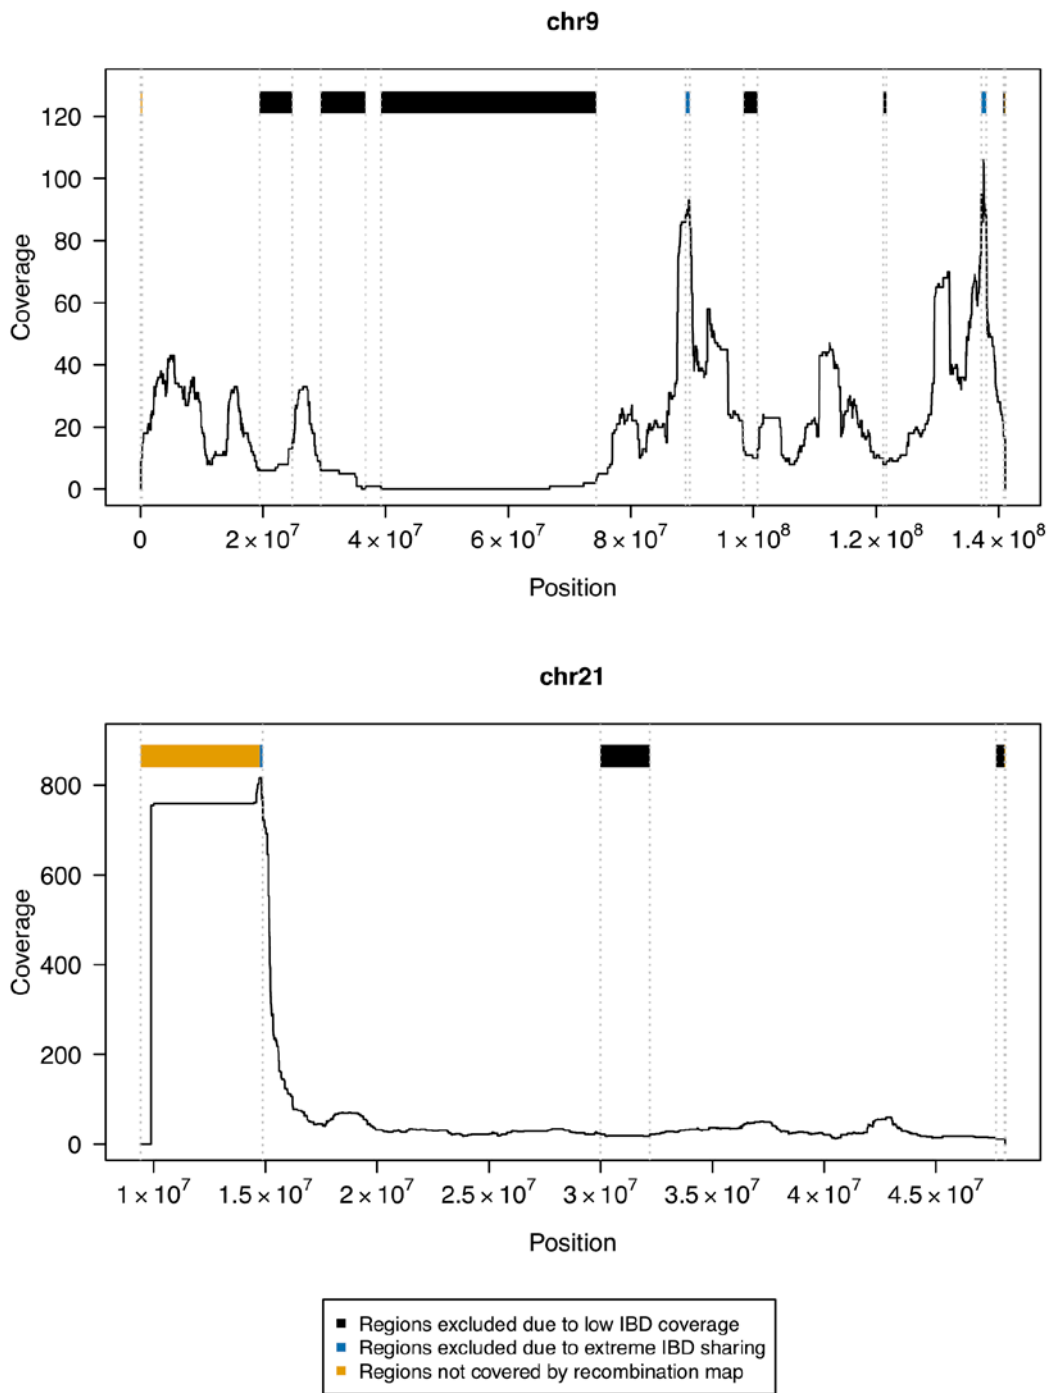 chr9
Coverage
120
100
80
60
40
20
0
0
2 × 10^7
4 × 10^7
6 × 10^7
8 × 10^7
1 × 10^8
1.2 × 10^8
1.4 × 10^8
Position
chr21
Coverage
800
600
400
200
0
1 × 10^7
1.5 × 10^7
2 × 10^7
2.5 × 10^7
3 × 10^7
3.5 × 10^7
4 × 10^7
4.5 × 10^7
Position
Regions excluded due to low IBD coverage
Regions excluded due to extreme IBD sharing
Regions not covered by recombination map